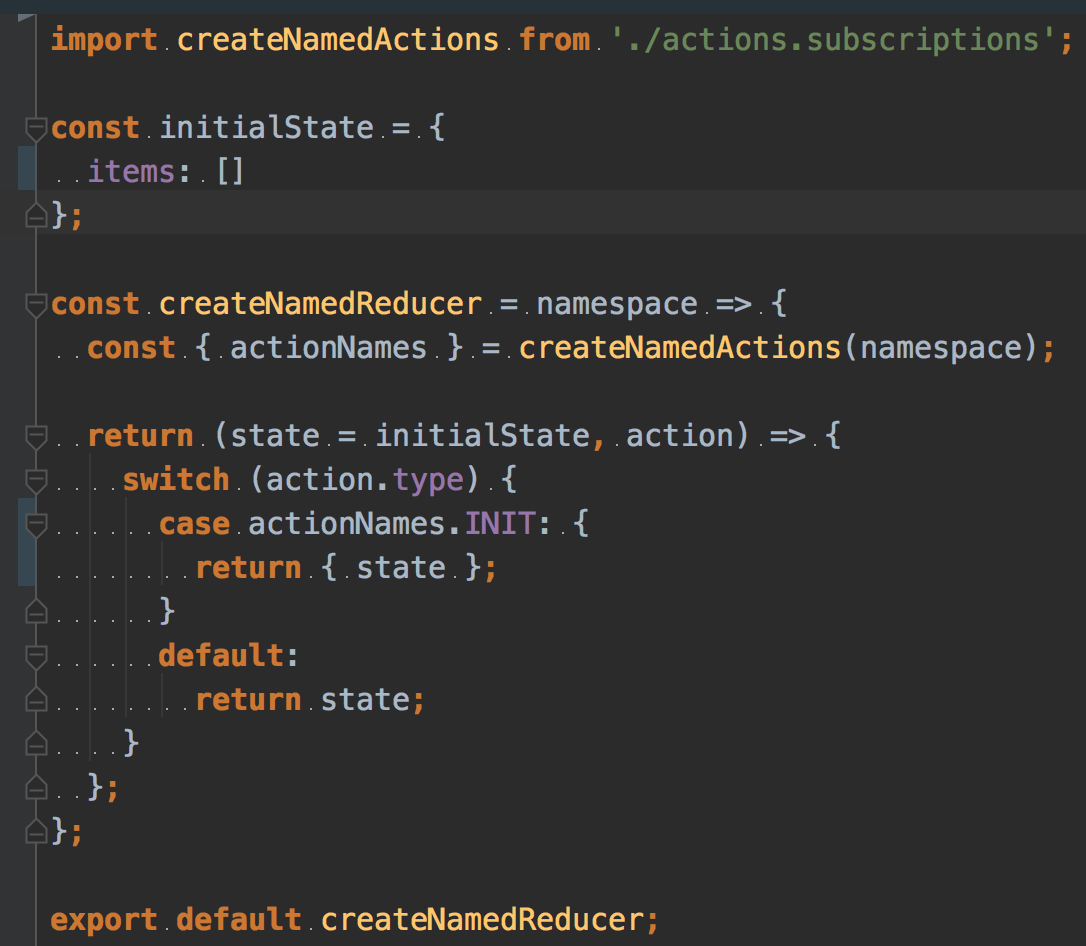 import createNamedActions from './actions.subscriptions';
const initialState = {
  items: []
};
const createNamedReducer = namespace => {
  const { actionNames } = createNamedActions(namespace);
  return (state = initialState, action) => {
    switch (action.type) {
      case actionNames.INIT: {
        return { state };
      }
      default:
        return state;
    }
  };
};
export default createNamedReducer;